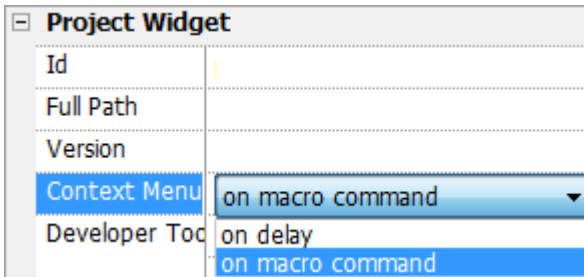 Project Widget
Id
Full Path
Version
Context Menu on macro command
Developer Too on delay
on macro command